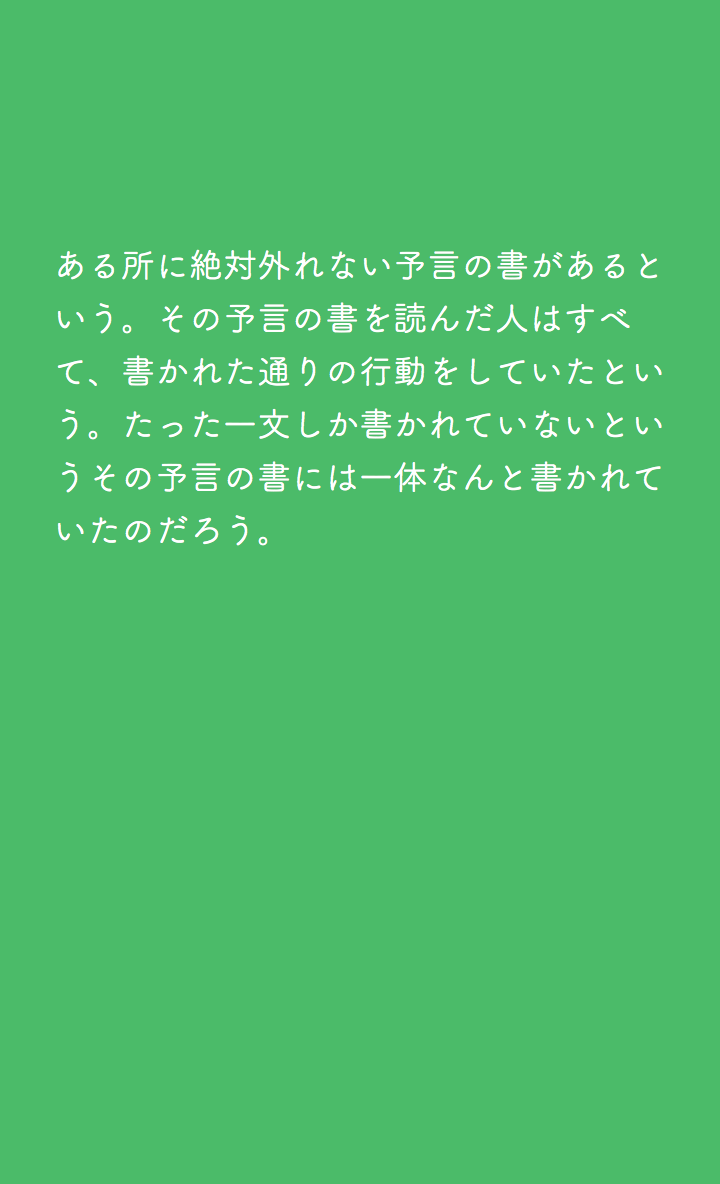 ある所に絶対外れない予言の書があると
いう。その予言の書を読んだ人はすべ
て、書かれた通りの行動をしていたとい
う。たった一文しか書かれていないとい
うその予言の書には一体なんと書かれて
いたのだろう。